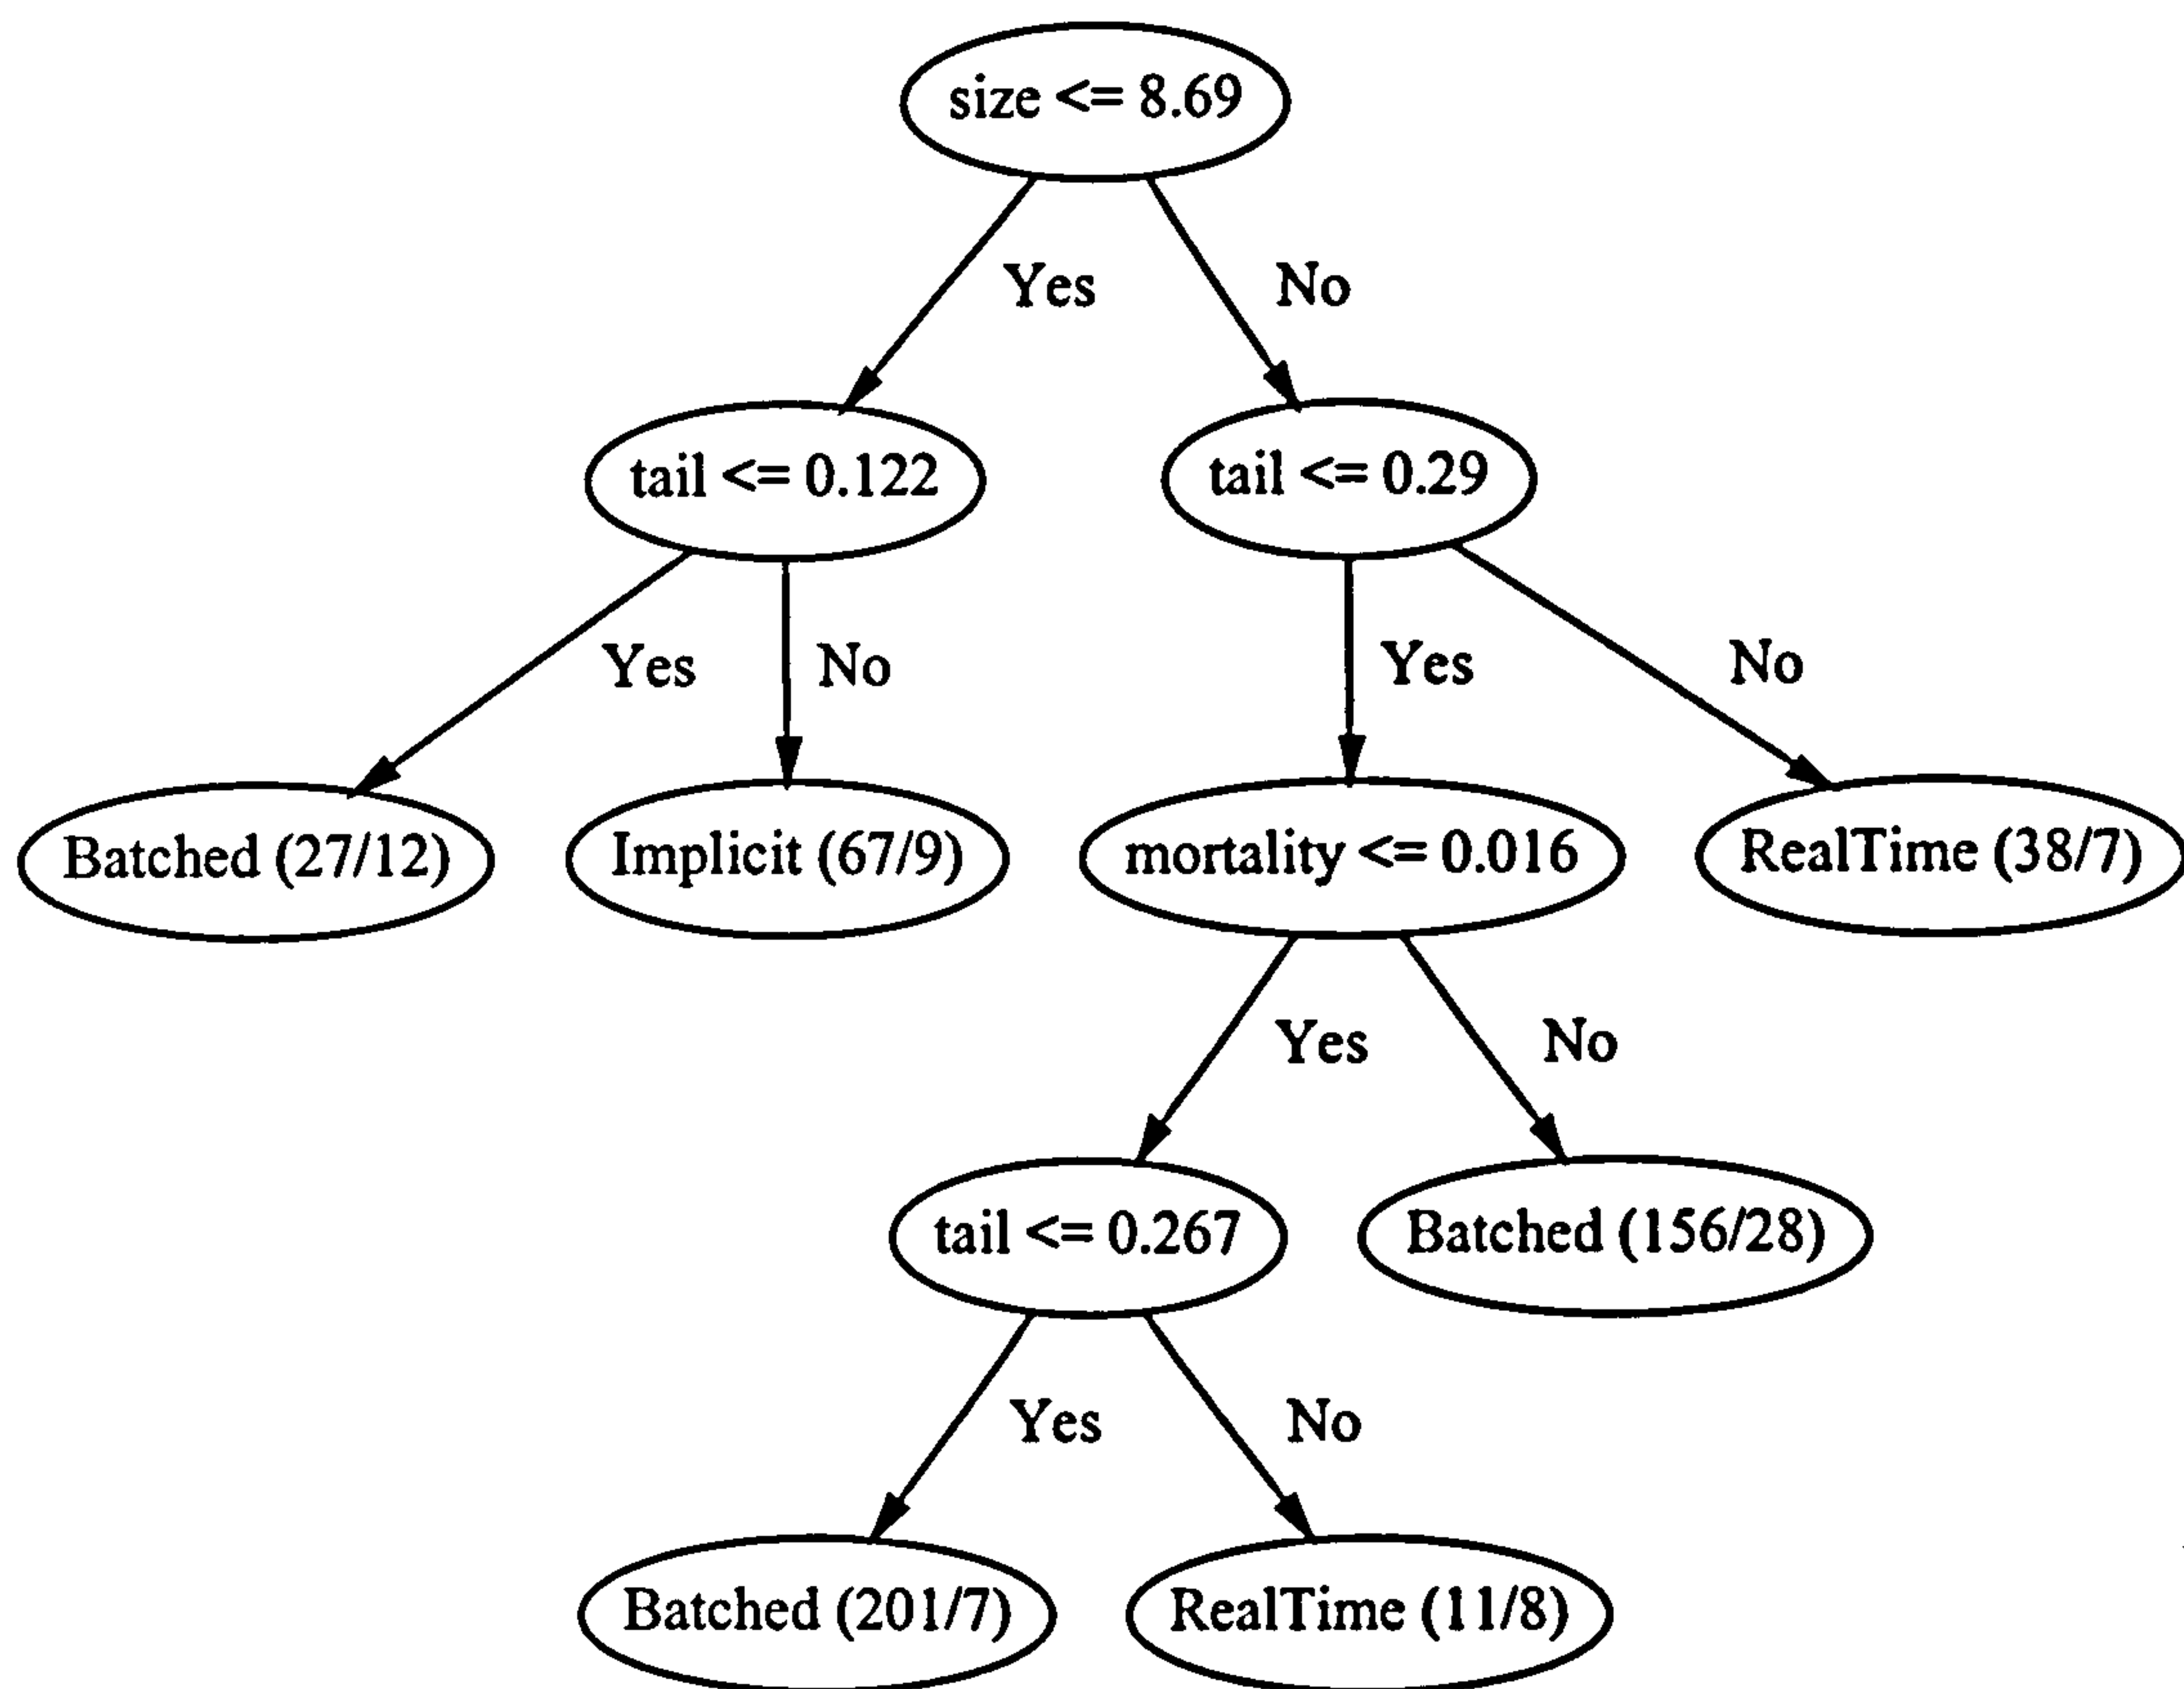 size <= 8.69
Yes
No
tail <= 0.122
tail <= 0.29
Yes
No
Yes
No
Batched (27/12)
Implicit (67/9)
mortality <= 0.016
RealTime (38/7)
Yes
No
tail <= 0.267
Batched (156/28)
Yes
No
Batched (201/7)
RealTime (11/8)